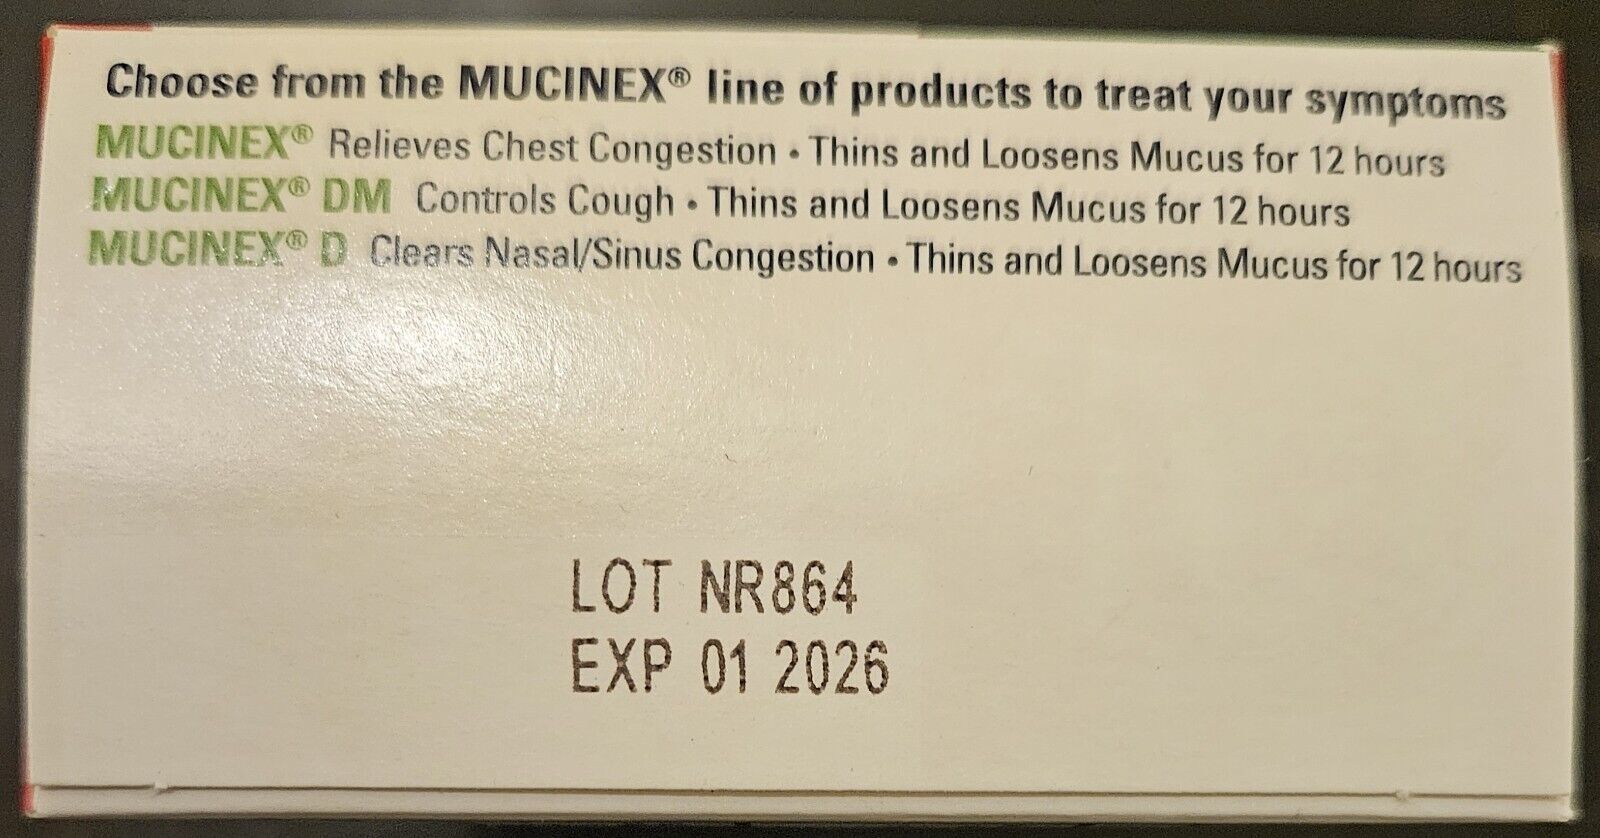 Choose from the MUCINEX® line of products to treat your symptoms
MUCINEX® Relieves Chest Congestion • Thins and Loosens Mucus for 12 hours
MUCINEX® DM Controls Cough • Thins and Loosens Mucus for 12 hours
MUCINEX® D Clears Nasal/Sinus Congestion • Thins and Loosens Mucus for 12 hours
LOT NR864
EXP 01 2026